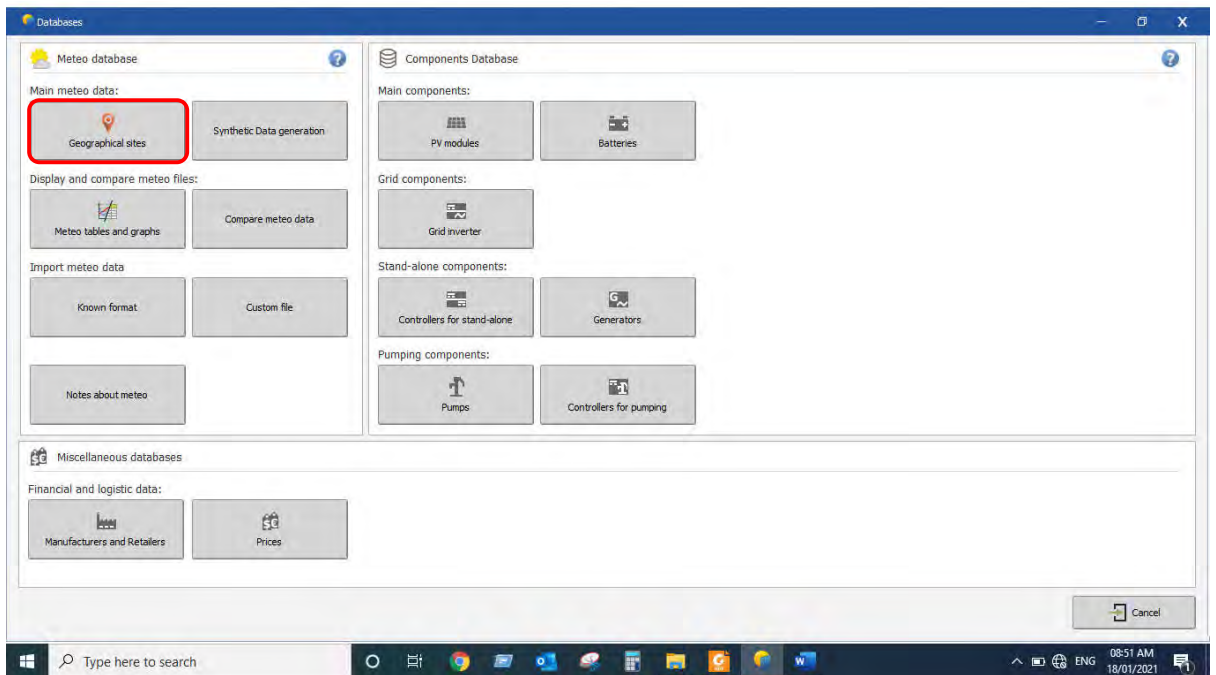 Databases
Meteo database
Main meteo data:
Geographical sites
Synthetic Data generation
Display and compare meteo files:
Meteo tables and graphs
Compare meteo data
Import meteo data
Known format
Custom file
Notes about meteo
Components Database
Main components:
PV modules
Batteries
Grid components:
Grid inverter
Stand-alone components:
Controllers for stand-alone
Generators
Pumping components:
Pumps
Controllers for pumping
Miscellaneous databases
Financial and logistic data:
Manufacturers and Retailers
Prices
Cancel
Type here to search
ENG
08:51 AM
18/01/2021